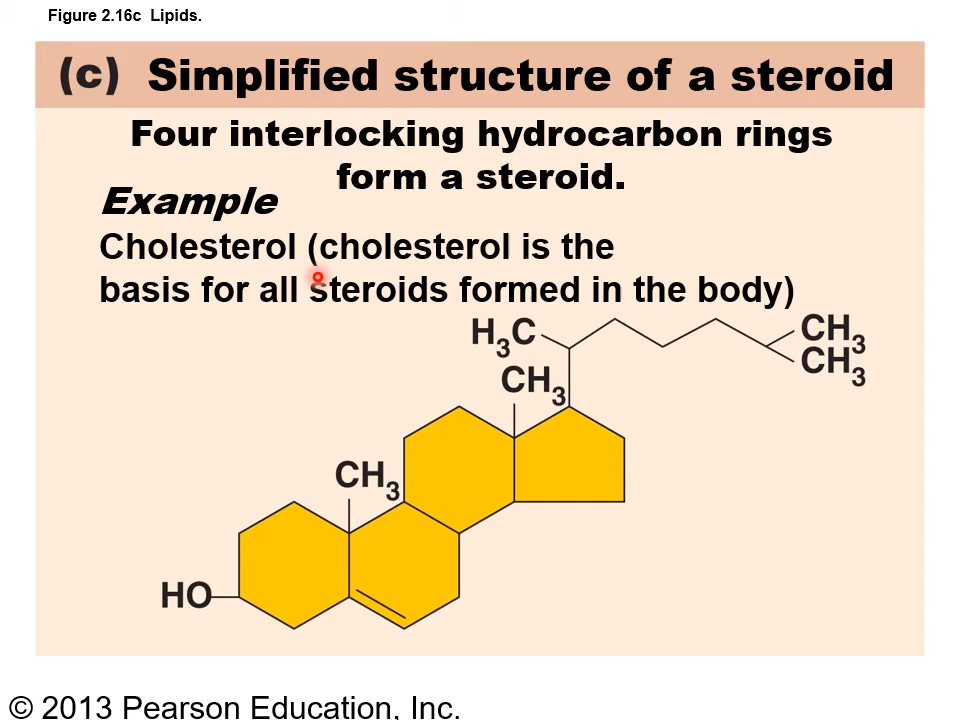 Figure 2.16c Lipids.
(c) Simplified structure of a steroid
Four interlocking hydrocarbon rings
form a steroid.
Example
Cholesterol (cholesterol is the
basis for all steroids formed in the body)
H₃C
CH₃
CH₃
CH₃
CH₃
HO
© 2013 Pearson Education, Inc.